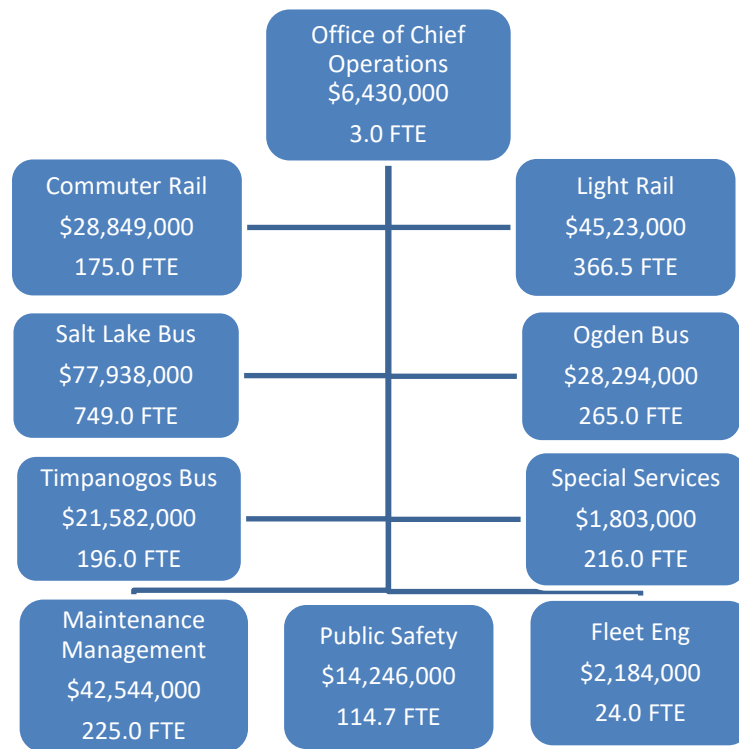 Office of Chief
Operations
$6,430,000
3.0 FTE
Commuter Rail
$28,849,000
175.0 FTE
Light Rail
$45,23,000
366.5 FTE
Salt Lake Bus
$77,938,000
749.0 FTE
Ogden Bus
$28,294,000
265.0 FTE
Timpanogos Bus
$21,582,000
196.0 FTE
Special Services
$1,803,000
216.0 FTE
Maintenance
Management
$42,544,000
225.0 FTE
Public Safety
$14,246,000
114.7 FTE
Fleet Eng
$2,184,000
24.0 FTE